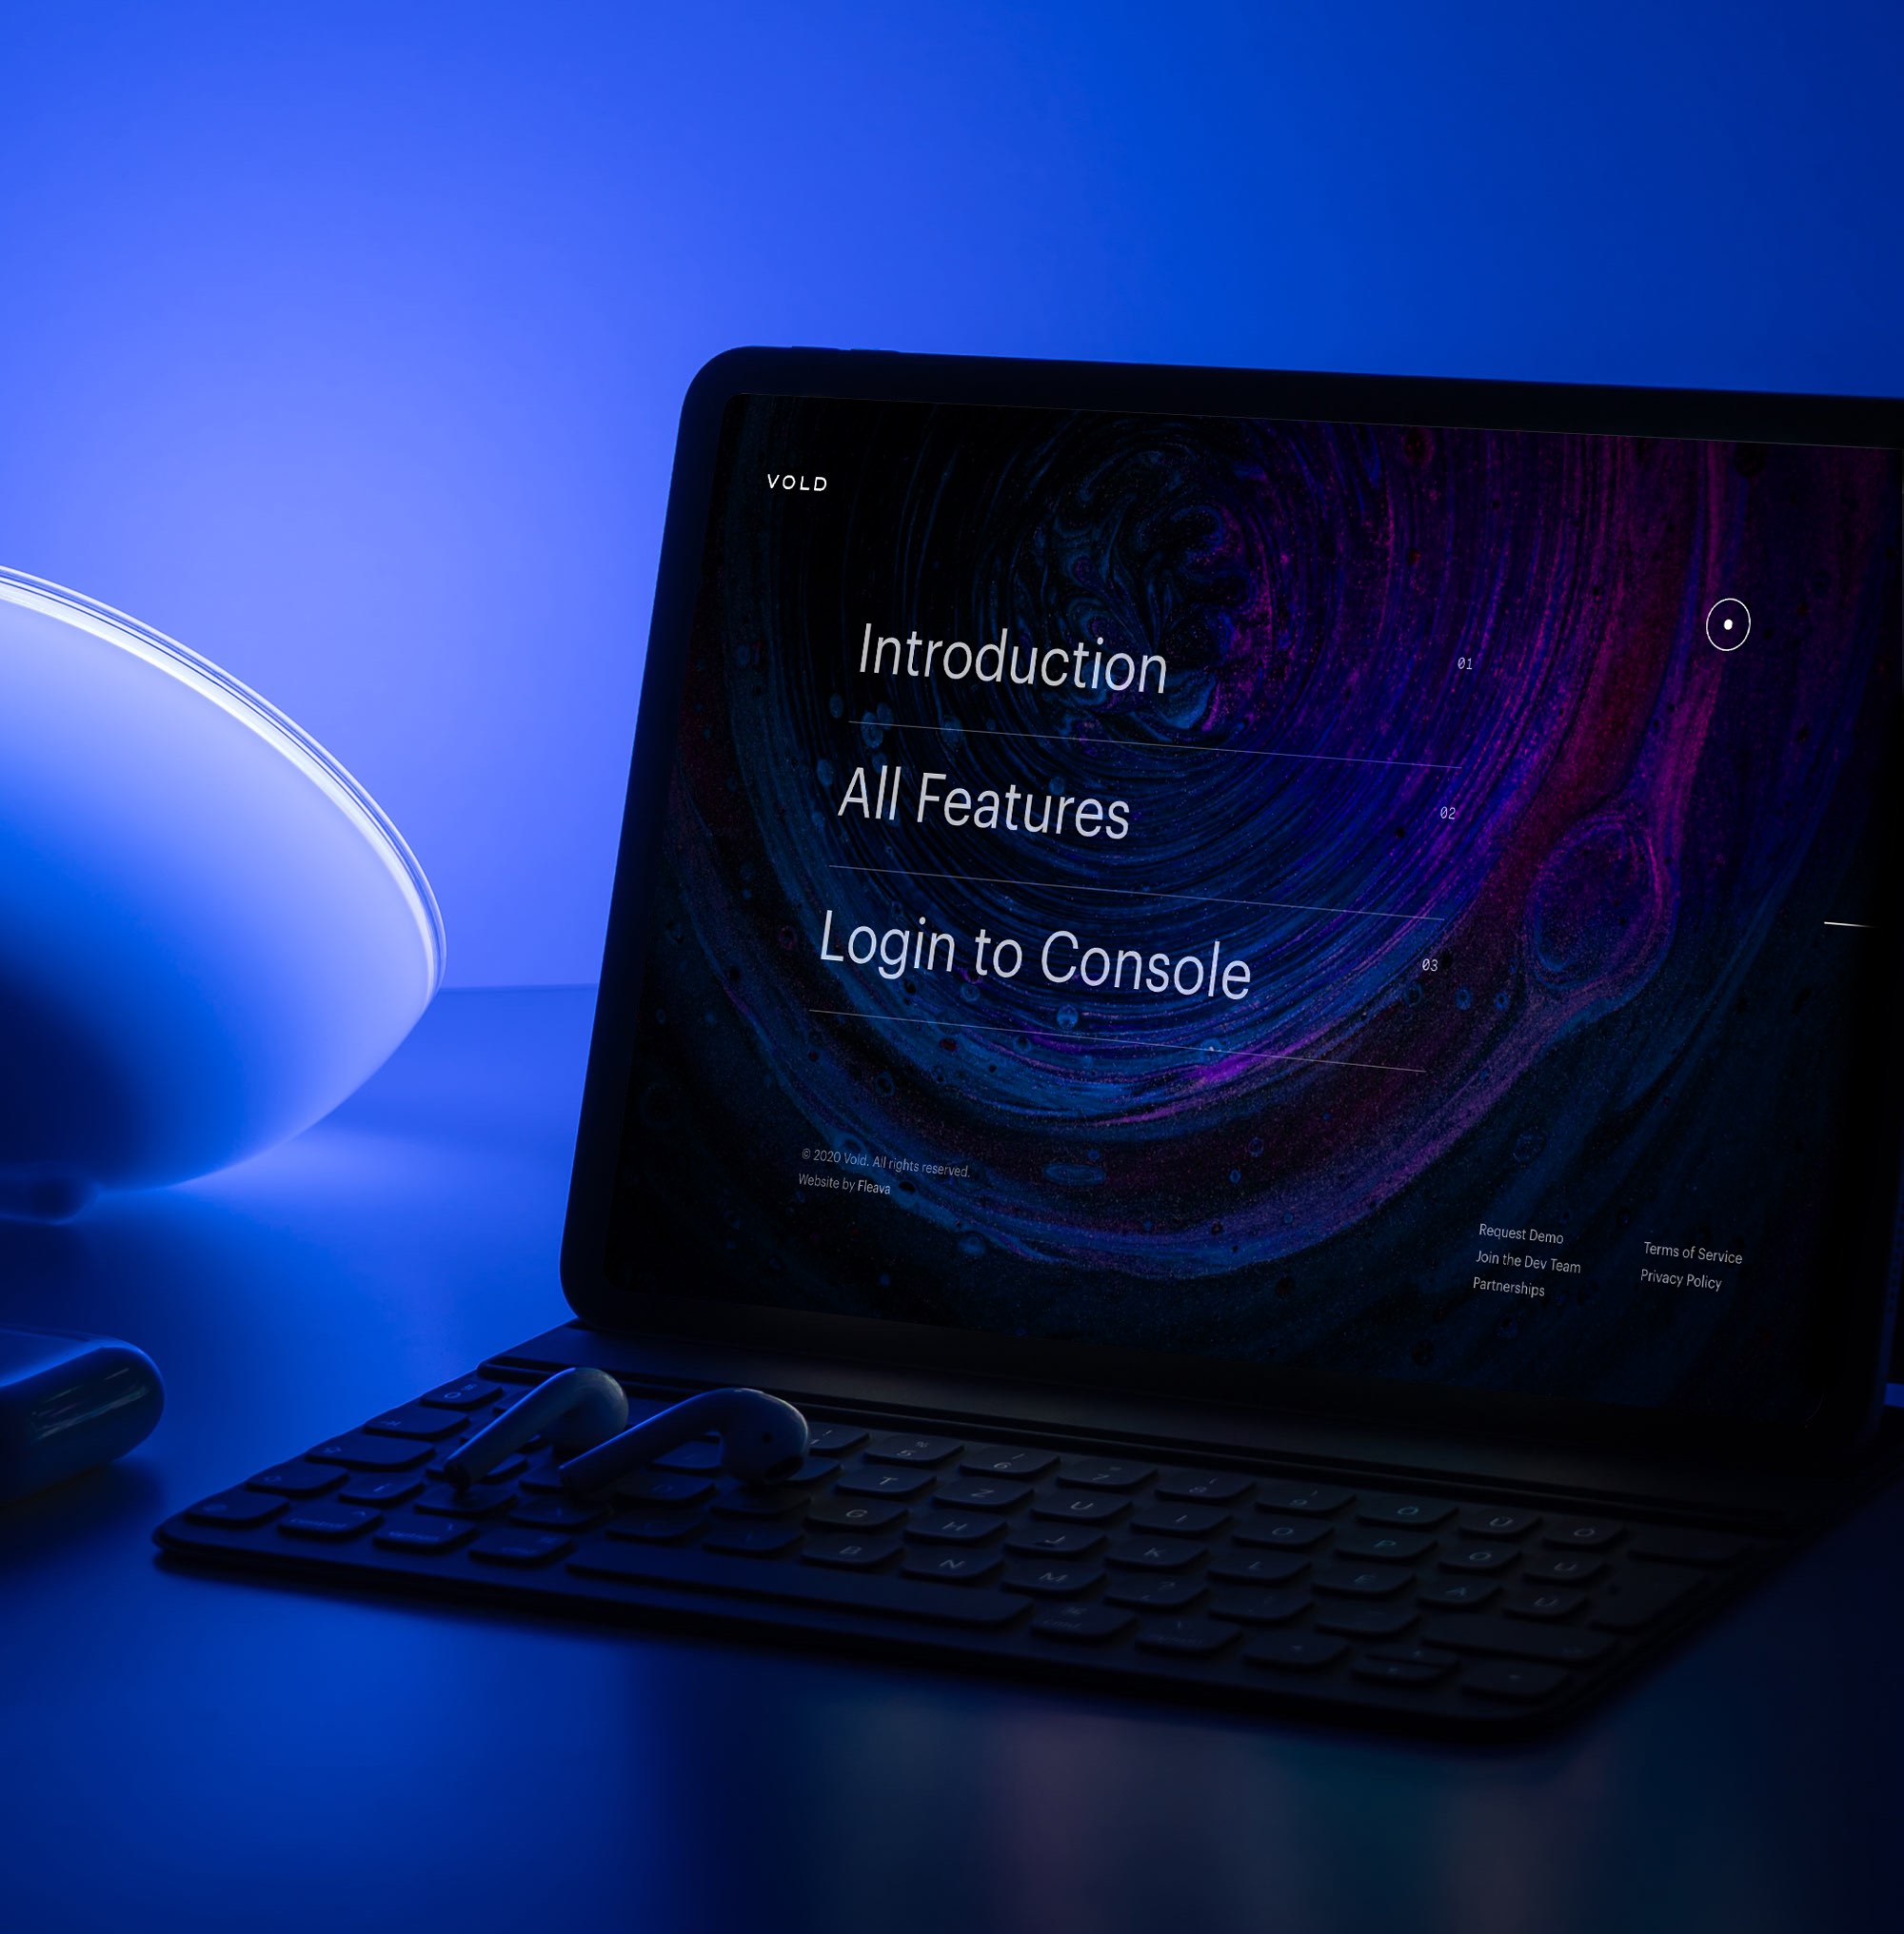 VOLD
Introduction
01
All Features
02
Login to Console
03
© 2020 Vold. All rights reserved.
Website by Fleava
Request Demo
Join the Dev Team
Partnerships
Terms of Service
Privacy Policy
T Z U I O P
G H J K L
B N M